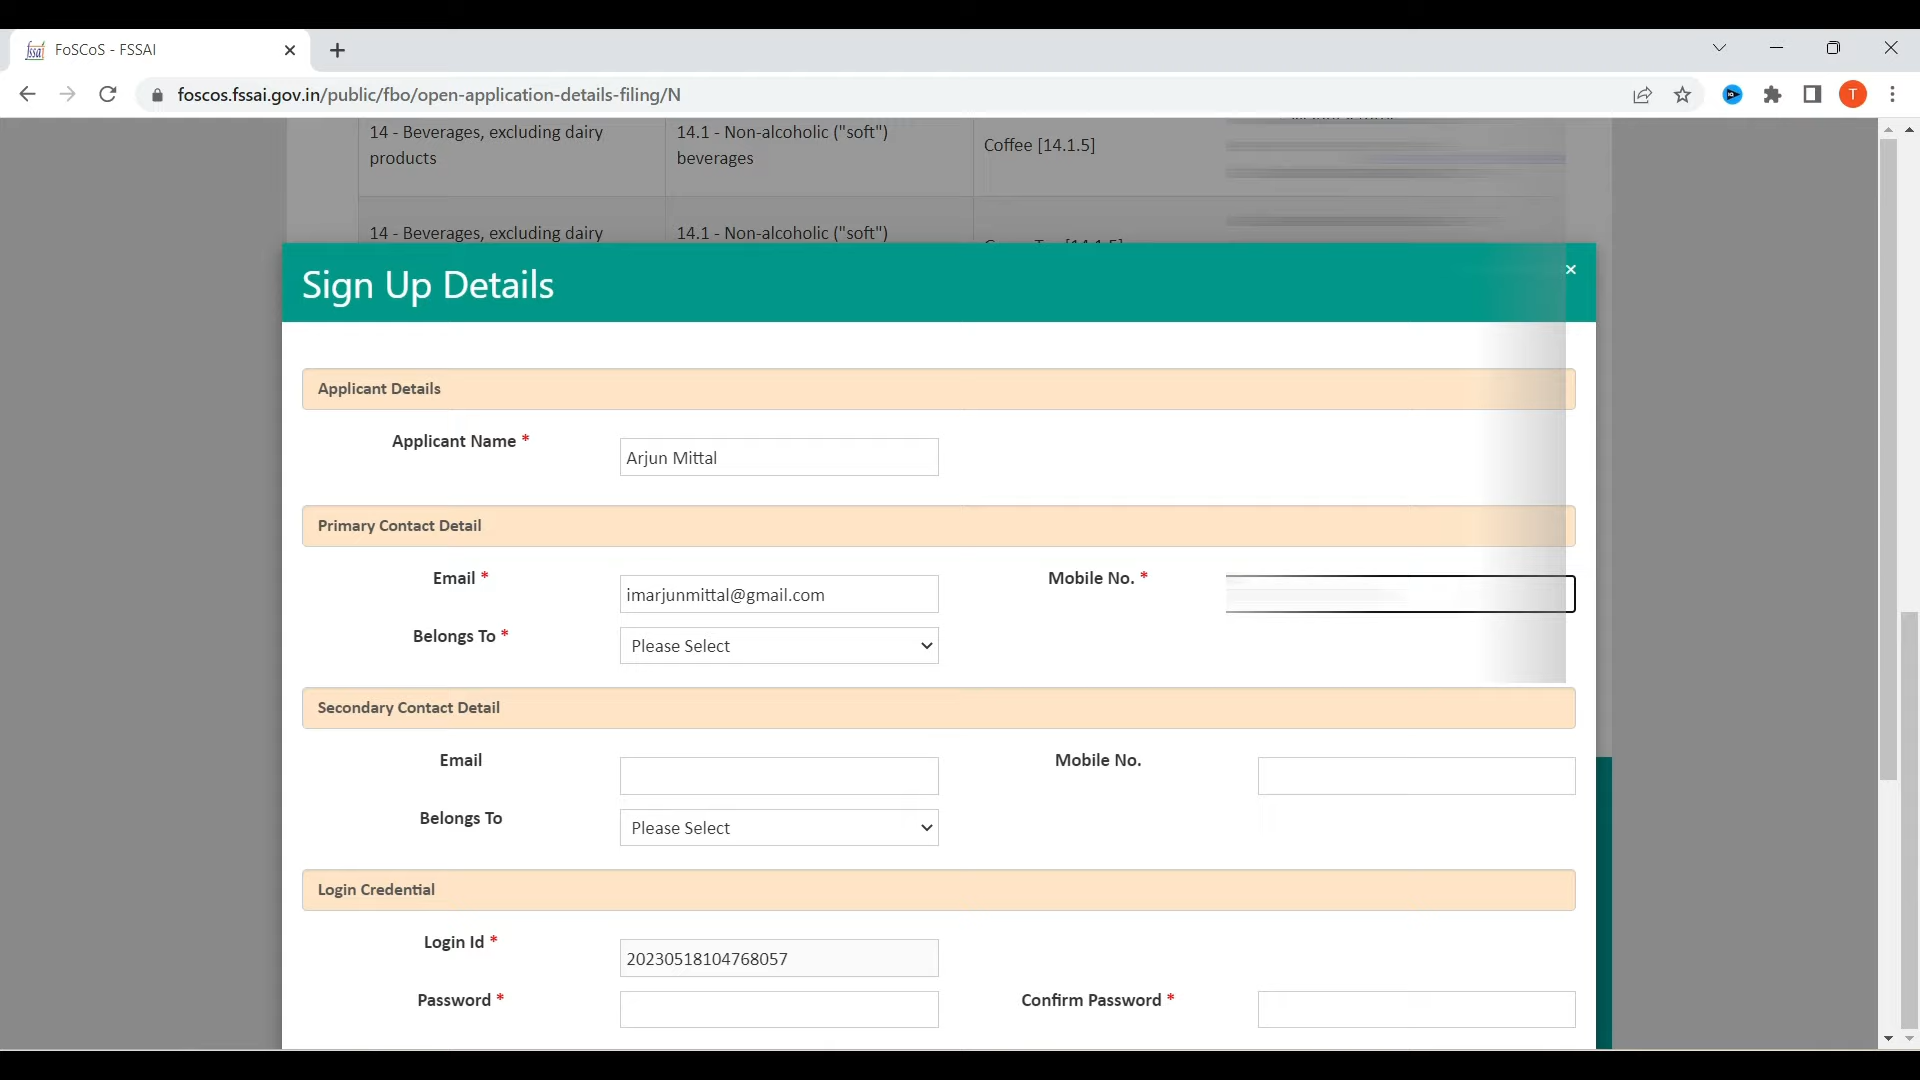 FoSCoS - FSSAI
foscos.fssai.gov.in/public/fbo/open-application-details-filing/N
T
14 - Beverages, excluding dairy products
14.1 - Non-alcoholic ("soft") beverages
Coffee [14.1.5]
14 - Beverages, excluding dairy
14.1 - Non-alcoholic ("soft")
Sign Up Details
Applicant Details
Applicant Name *
Arjun Mittal
Primary Contact Detail
Email *
imarjunmittal@gmail.com
Mobile No. *
Belongs To *
Please Select
Secondary Contact Detail
Email
Mobile No.
Belongs To
Please Select
Login Credential
Login Id *
20230518104768057
Password *
Confirm Password *